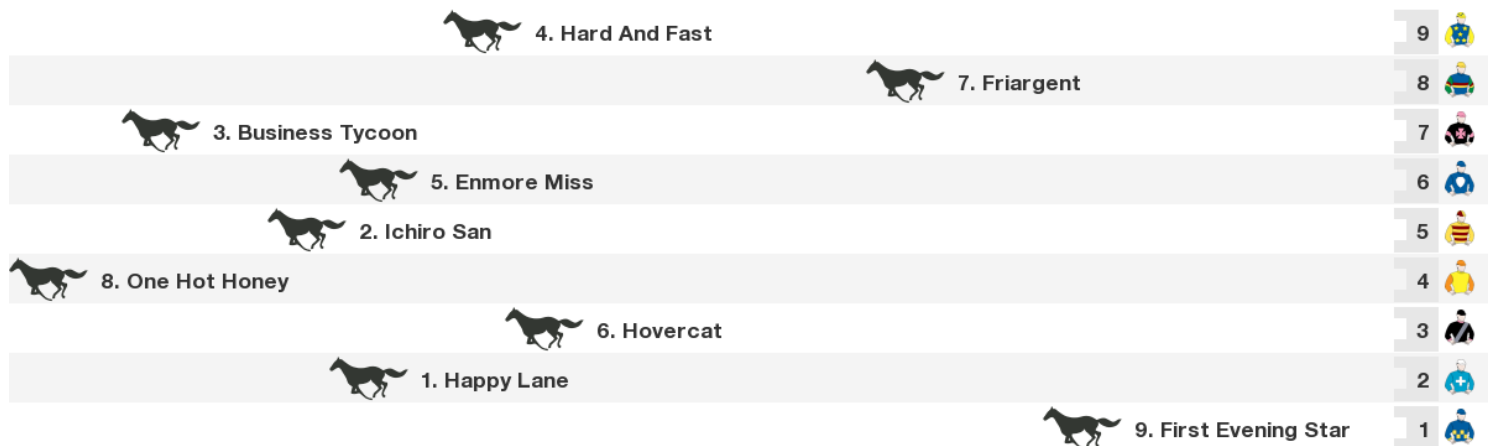 4. Hard And Fast 9
7. Friargent 8
3. Business Tycoon 7
5. Enmore Miss 6
2. Ichiro San 5
8. One Hot Honey 4
6. Hovercat 3
1. Happy Lane 2
9. First Evening Star 1